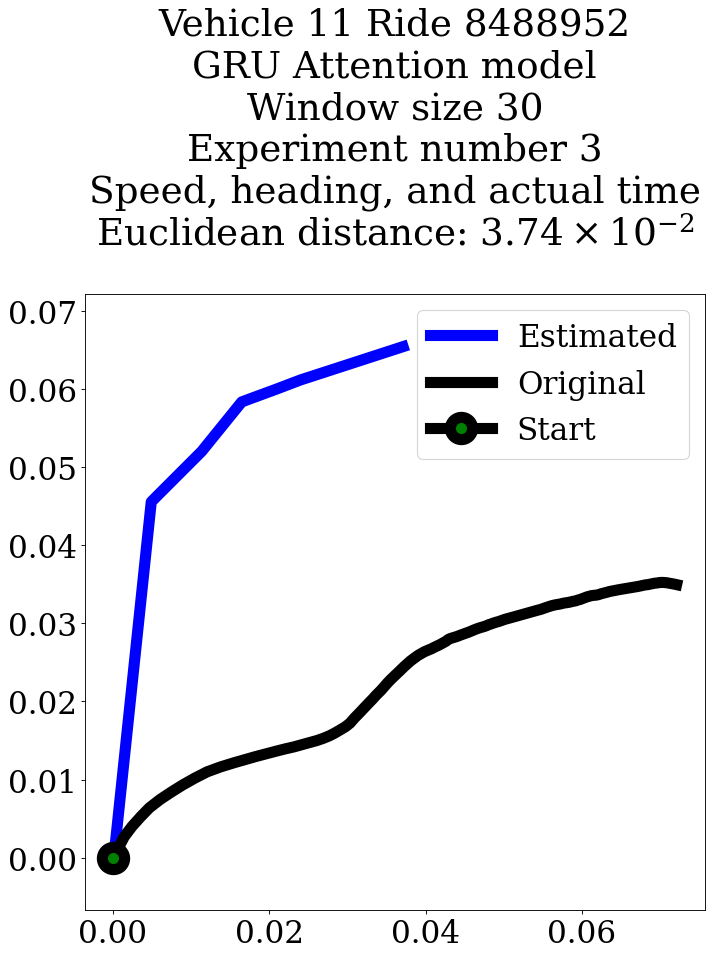 Vehicle 11 Ride 8488952
GRU Attention model
Window size 30
Experiment number 3
Speed, heading, and actual time
Euclidean distance: 3.74 × 10⁻²
0.07
0.06
0.05
0.04
0.03
0.02
0.01
0.00
Estimated
Original
Start
0.00 0.02 0.04 0.06